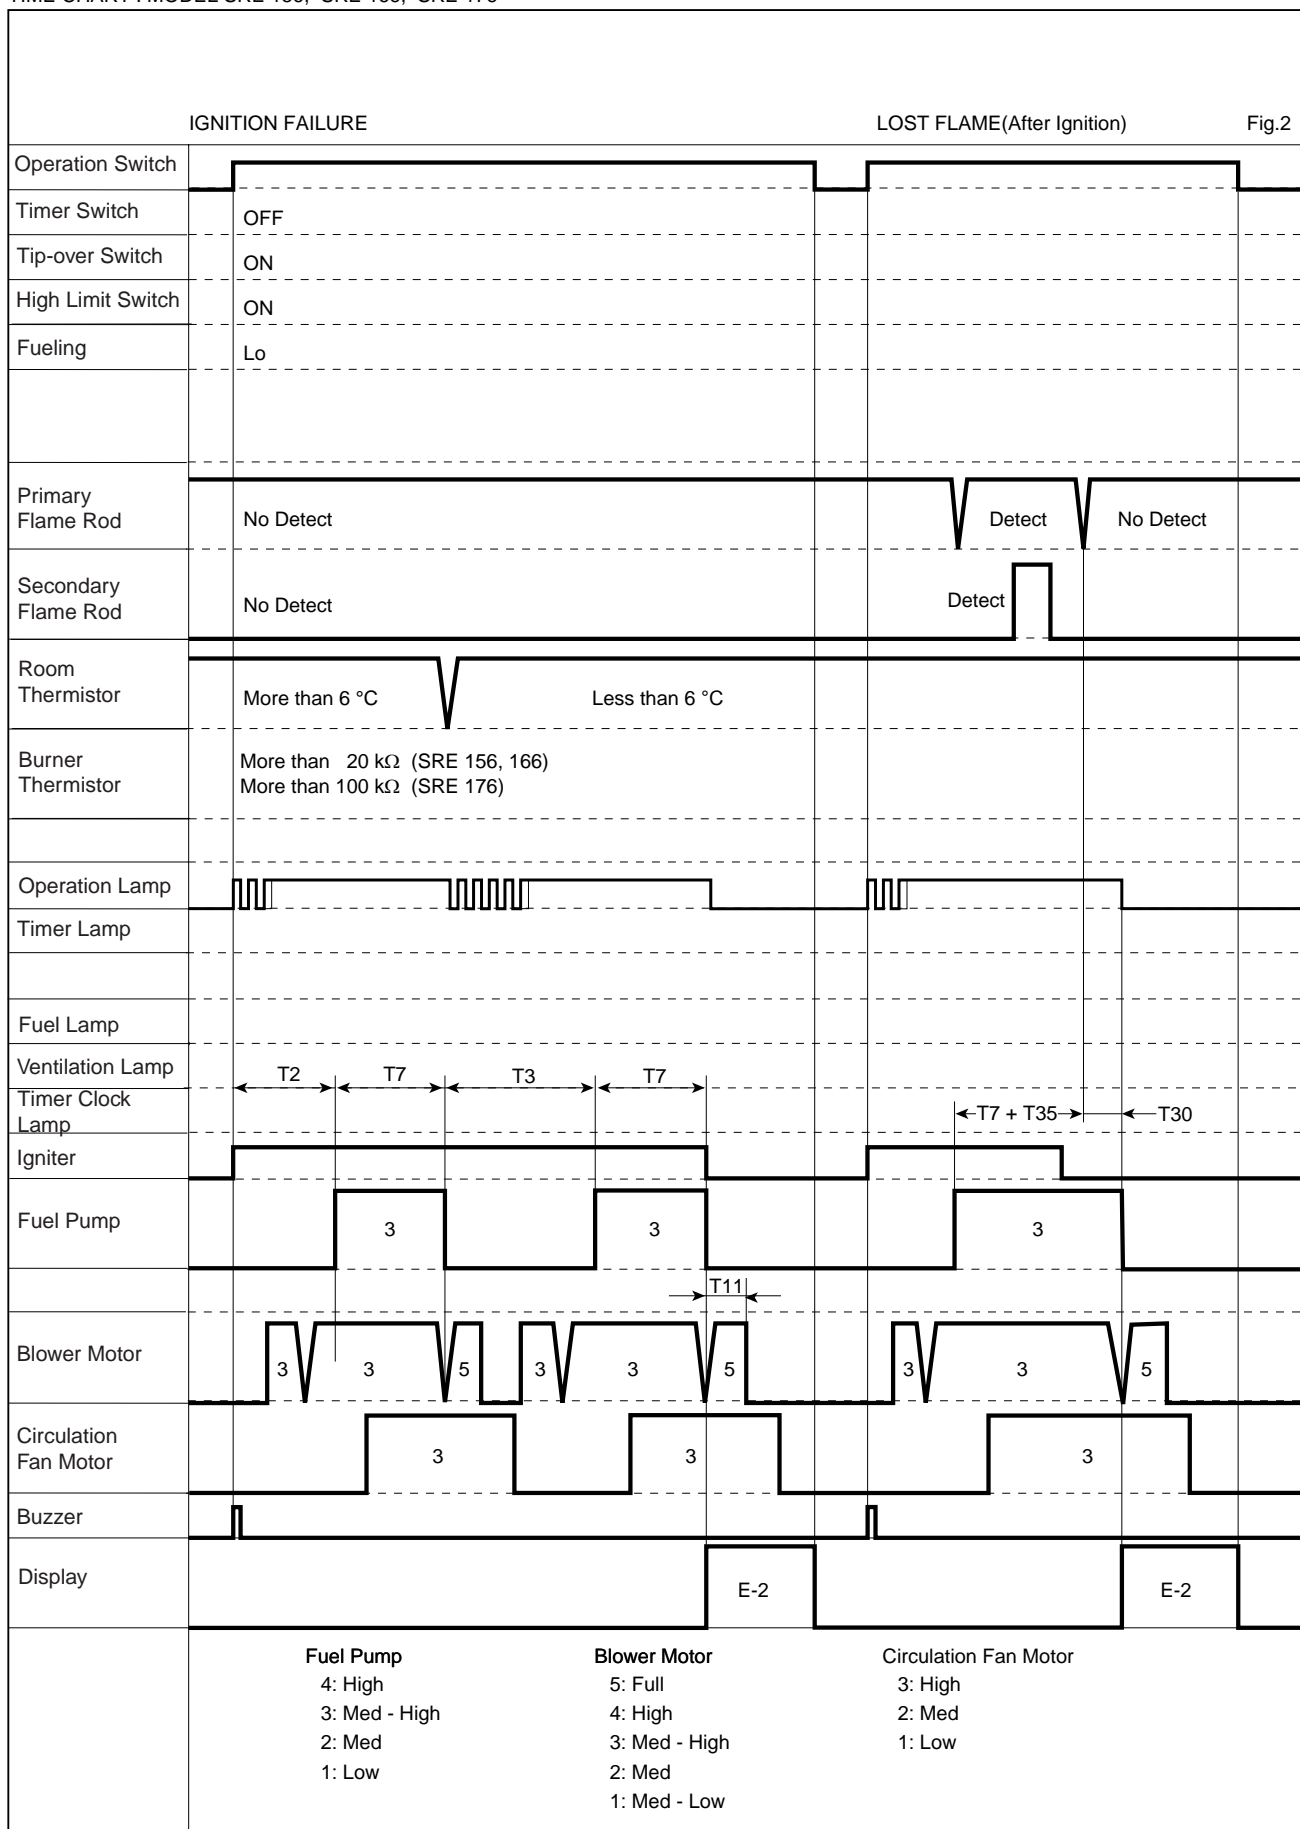 IGNITION FAILURE
LOST FLAME(After Ignition)
Fig.2
Operation Switch
Timer Switch
OFF
Tip-over Switch
ON
High Limit Switch
ON
Fueling
Lo
Primary
Flame Rod
No Detect
Detect
No Detect
Secondary
Flame Rod
No Detect
Detect
Room
Thermistor
More than 6 °C
Less than 6 °C
Burner
Thermistor
More than 20 kΩ (SRE 156, 166)
More than 100 kΩ (SRE 176)
Operation Lamp
Timer Lamp
Fuel Lamp
Ventilation Lamp
T2
T7
T3
T7
Timer Clock
Lamp
T7 + T35
T30
Igniter
Fuel Pump
3
3
3
T11
Blower Motor
3
3
5
3
3
5
3
3
5
Circulation
Fan Motor
3
3
3
Buzzer
Display
E-2
E-2
Fuel Pump
4: High
3: Med - High
2: Med
1: Low
Blower Motor
5: Full
4: High
3: Med - High
2: Med
1: Med - Low
Circulation Fan Motor
3: High
2: Med
1: Low